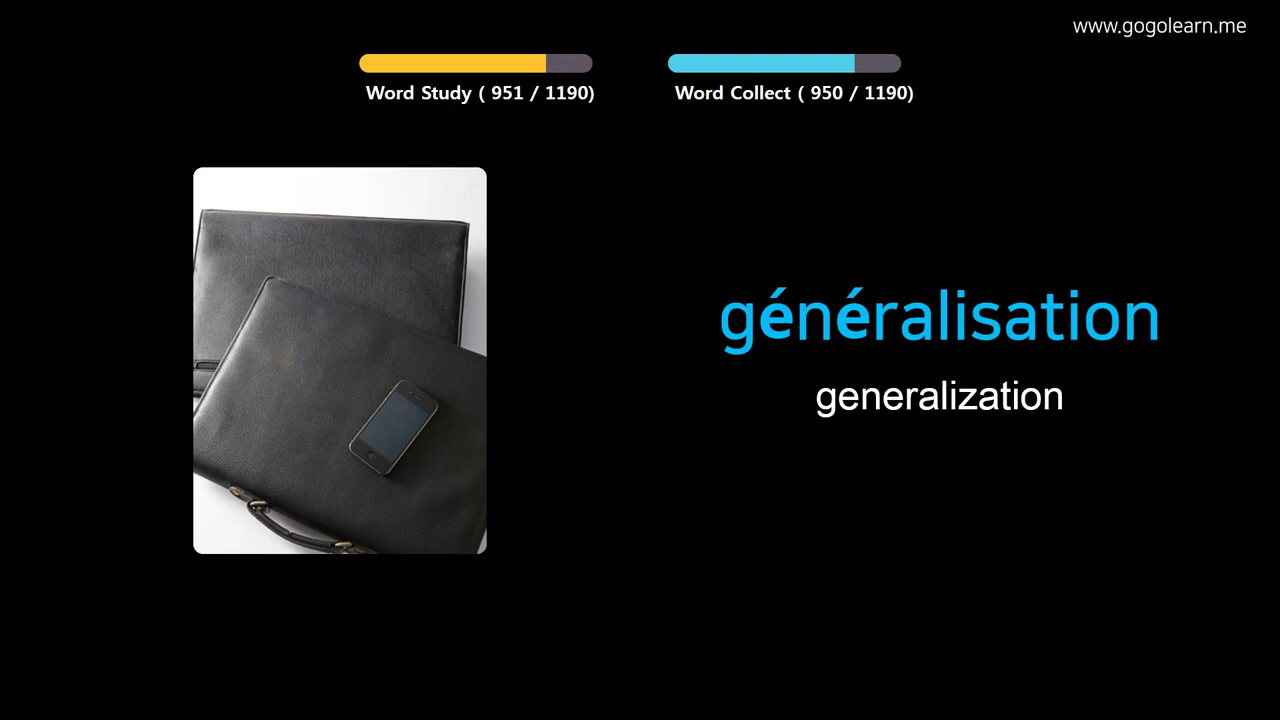 www.gogolearn.me
Word Study ( 951 / 1190)
Word Collect ( 950 / 1190)
généralisation
generalization